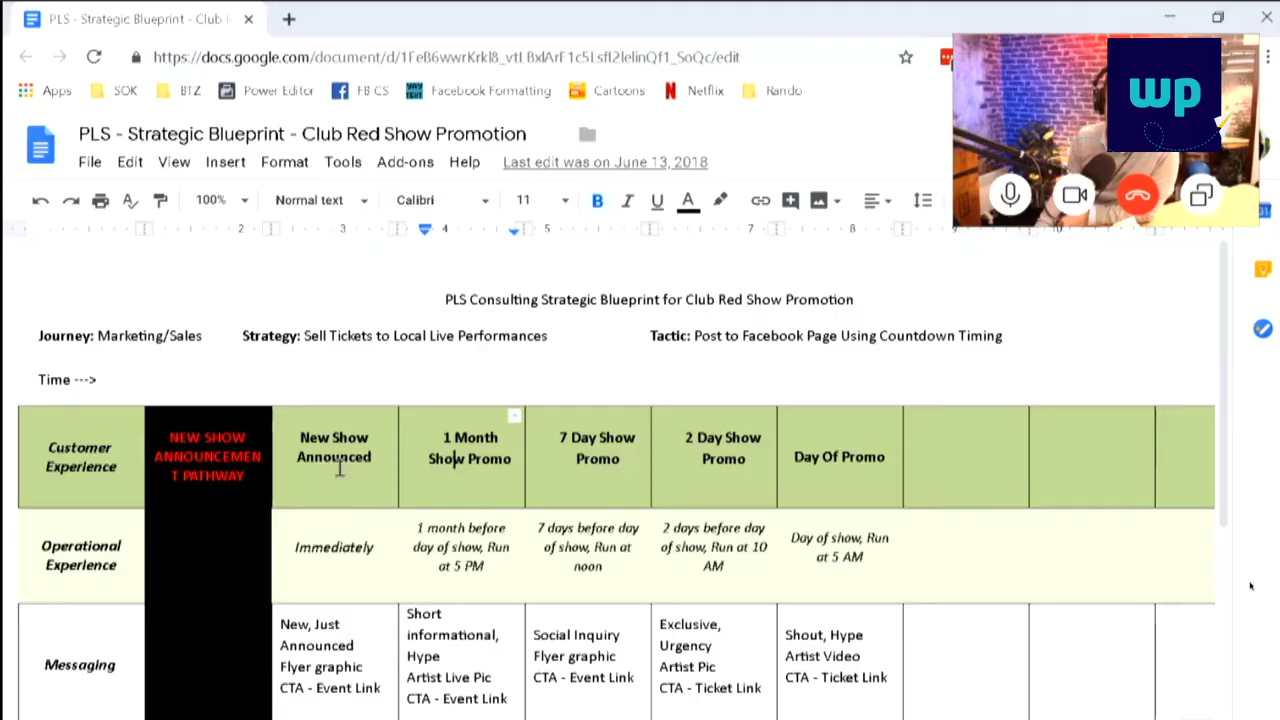 PLS - Strategic Blueprint - Club
docs.google.com/document/d/
Apps SOK BTZ Power Editor FB CS Facebook Formatting Cartoons Netflix Rando
PLS - Strategic Blueprint - Club Red Show Promotion
File Edit View Insert Format Tools Add-ons Help Last edit was on June 13, 2018
100% Normal text Calibri 11 B I U A
2 3 4 5 7 8
wp
PLS Consulting Strategic Blueprint for Club Red Show Promotion
Journey: Marketing/Sales Strategy: Sell Tickets to Local Live Performances Tactic: Post to Facebook Page Using Countdown Timing
Time --->
Customer
Experience
NEW SHOW
ANNOUNCEMEN
T PATHWAY
New Show
Announced
1 Month
Show Promo
7 Day Show
Promo
2 Day Show
Promo
Day Of Promo
Operational
Experience
Immediately
1 month before
day of show, Run
at 5 PM
7 days before day
of show, Run at
noon
2 days before day
of show, Run at 10
AM
Day of show, Run
at 5 AM
Messaging
New, Just
Announced
Flyer graphic
CTA - Event Link
Short
informational,
Hype
Artist Live Pic
CTA - Event Link
Social Inquiry
Flyer graphic
CTA - Event Link
Exclusive,
Urgency
Artist Pic
CTA - Ticket Link
Shout, Hype
Artist Video
CTA - Ticket Link